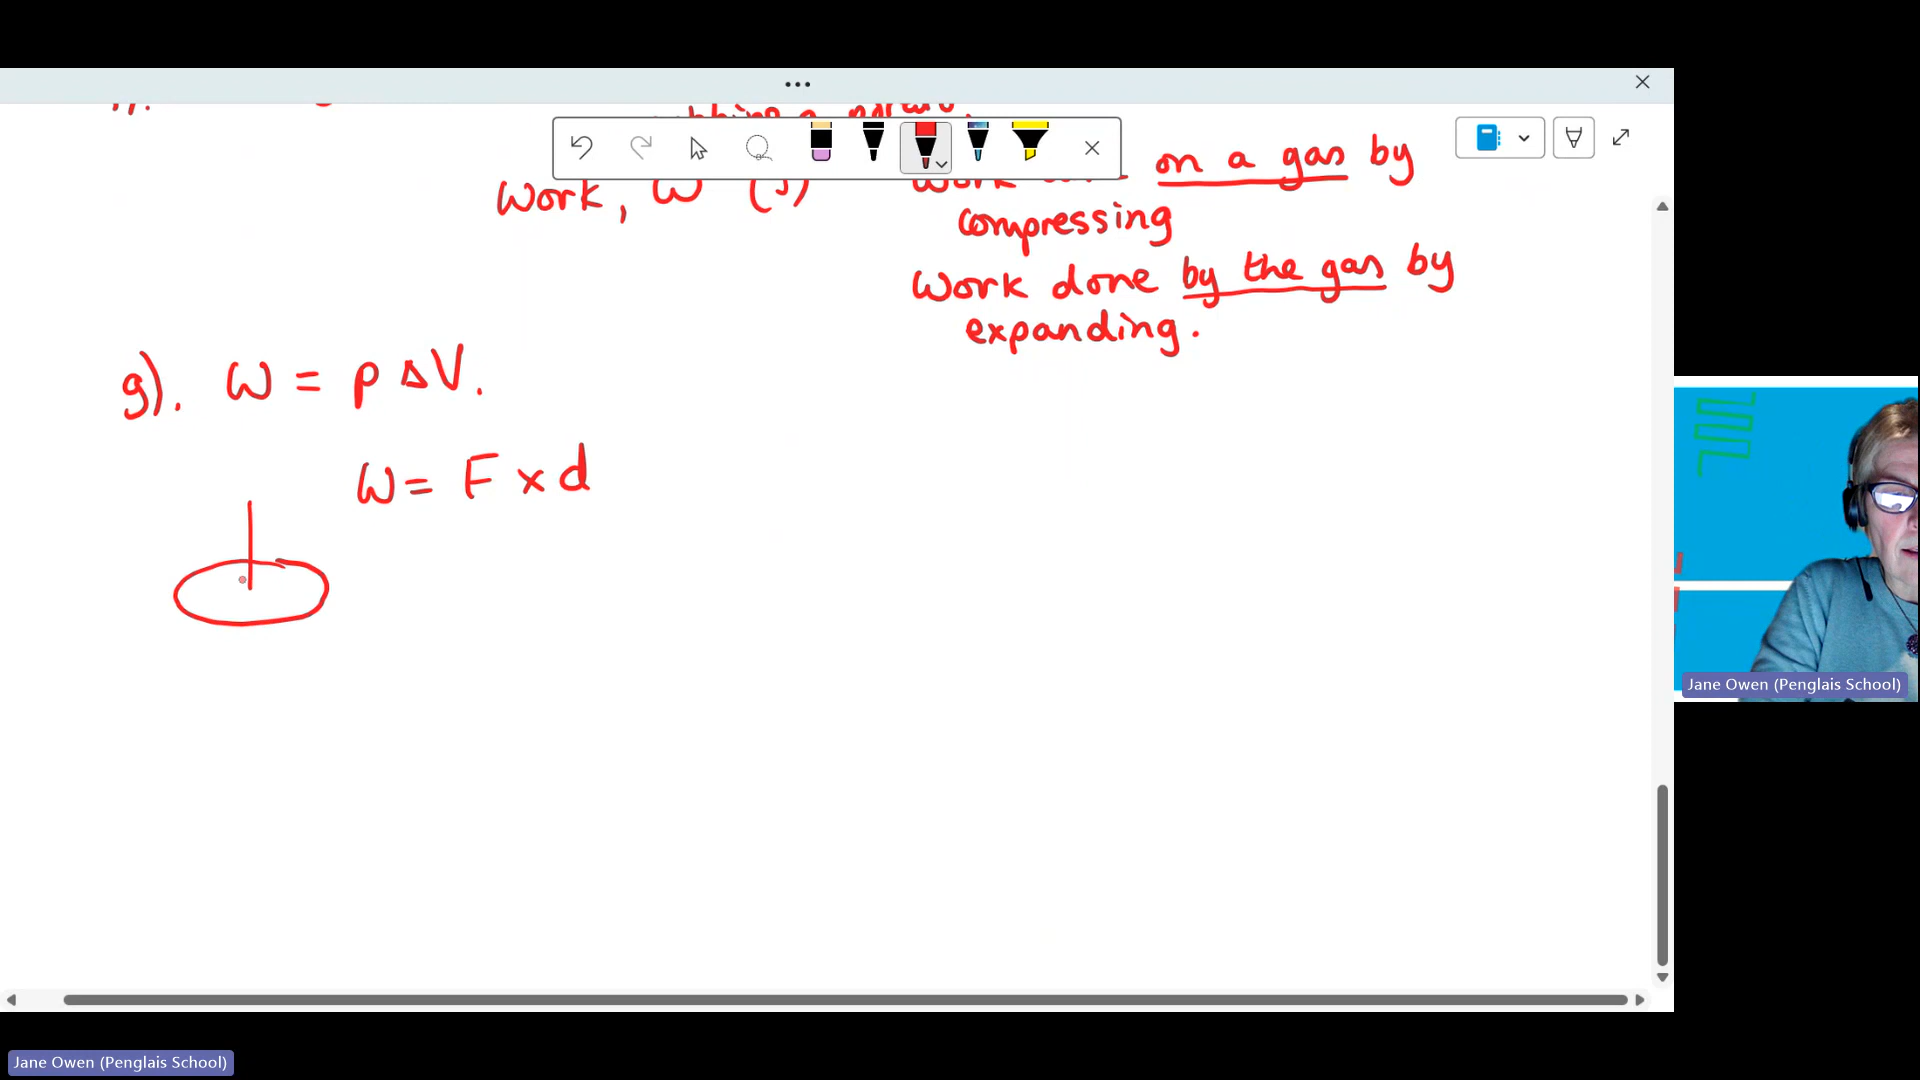 on a gas by
Work, W (J)
compressing
Work done by the gas by
expanding.
g). W = p ΔV.
W = F x d
Jane Owen (Penglais School)
Jane Owen (Penglais School)